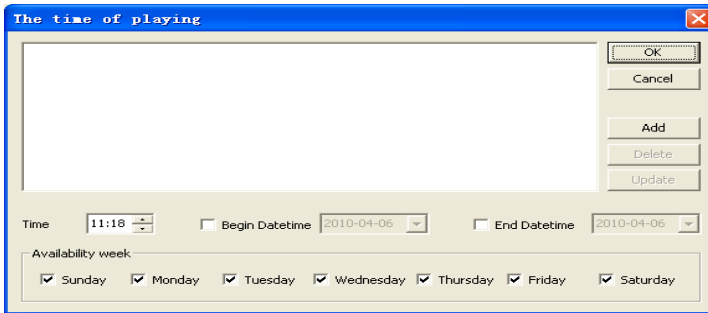 The time of playing
OK
Cancel
Add
Delete
Update
Time 11:18 Begin Datetime 2010-04-06 End Datetime 2010-04-06
Availability week
Sunday Monday Tuesday Wednesday Thursday Friday Saturday